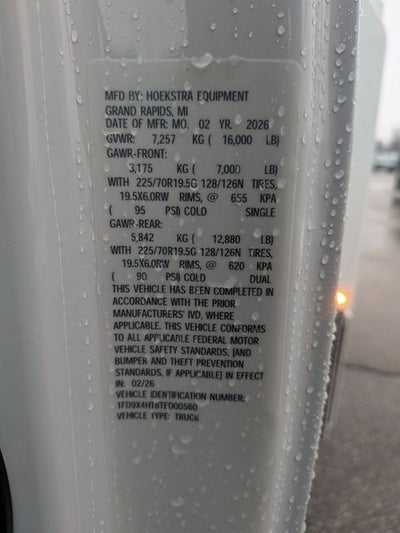 MFD BY: HOEKSTRA EQUIPMENT
GRAND RAPIDS, MI
DATE OF MFR: MO. 02 YR. 2026
GVWR: 7,257 KG ( 16,000 LB)
GAWR-FRONT:
3,175 KG ( 7,000 LB)
WITH 225/70R19.5G 128/126N TIRES,
19.5X6.0RW RIMS, @ 655 KPA
( 95 PSI) COLD SINGLE
GAWR-REAR:
5,842 KG ( 12,880 LB)
WITH 225/70R19.5G 128/126N TIRES,
19.5X6.0RW RIMS, @ 620 KPA
( 90 PSI) COLD DUAL
THIS VEHICLE HAS BEEN COMPLETED IN
ACCORDANCE WITH THE PRIOR
MANUFACTURERS' IVD, WHERE
APPLICABLE. THIS VEHICLE CONFORMS
TO ALL APPLICABLE FEDERAL MOTOR
VEHICLE SAFETY STANDARDS, [AND
BUMPER AND THEFT PREVENTION
STANDARDS, IF APPLICABLE] IN EFFECT
IN: 02/26
VEHICLE IDENTIFICATION NUMBER:
1FD9X4HT8TED00560
VEHICLE TYPE: TRUCK